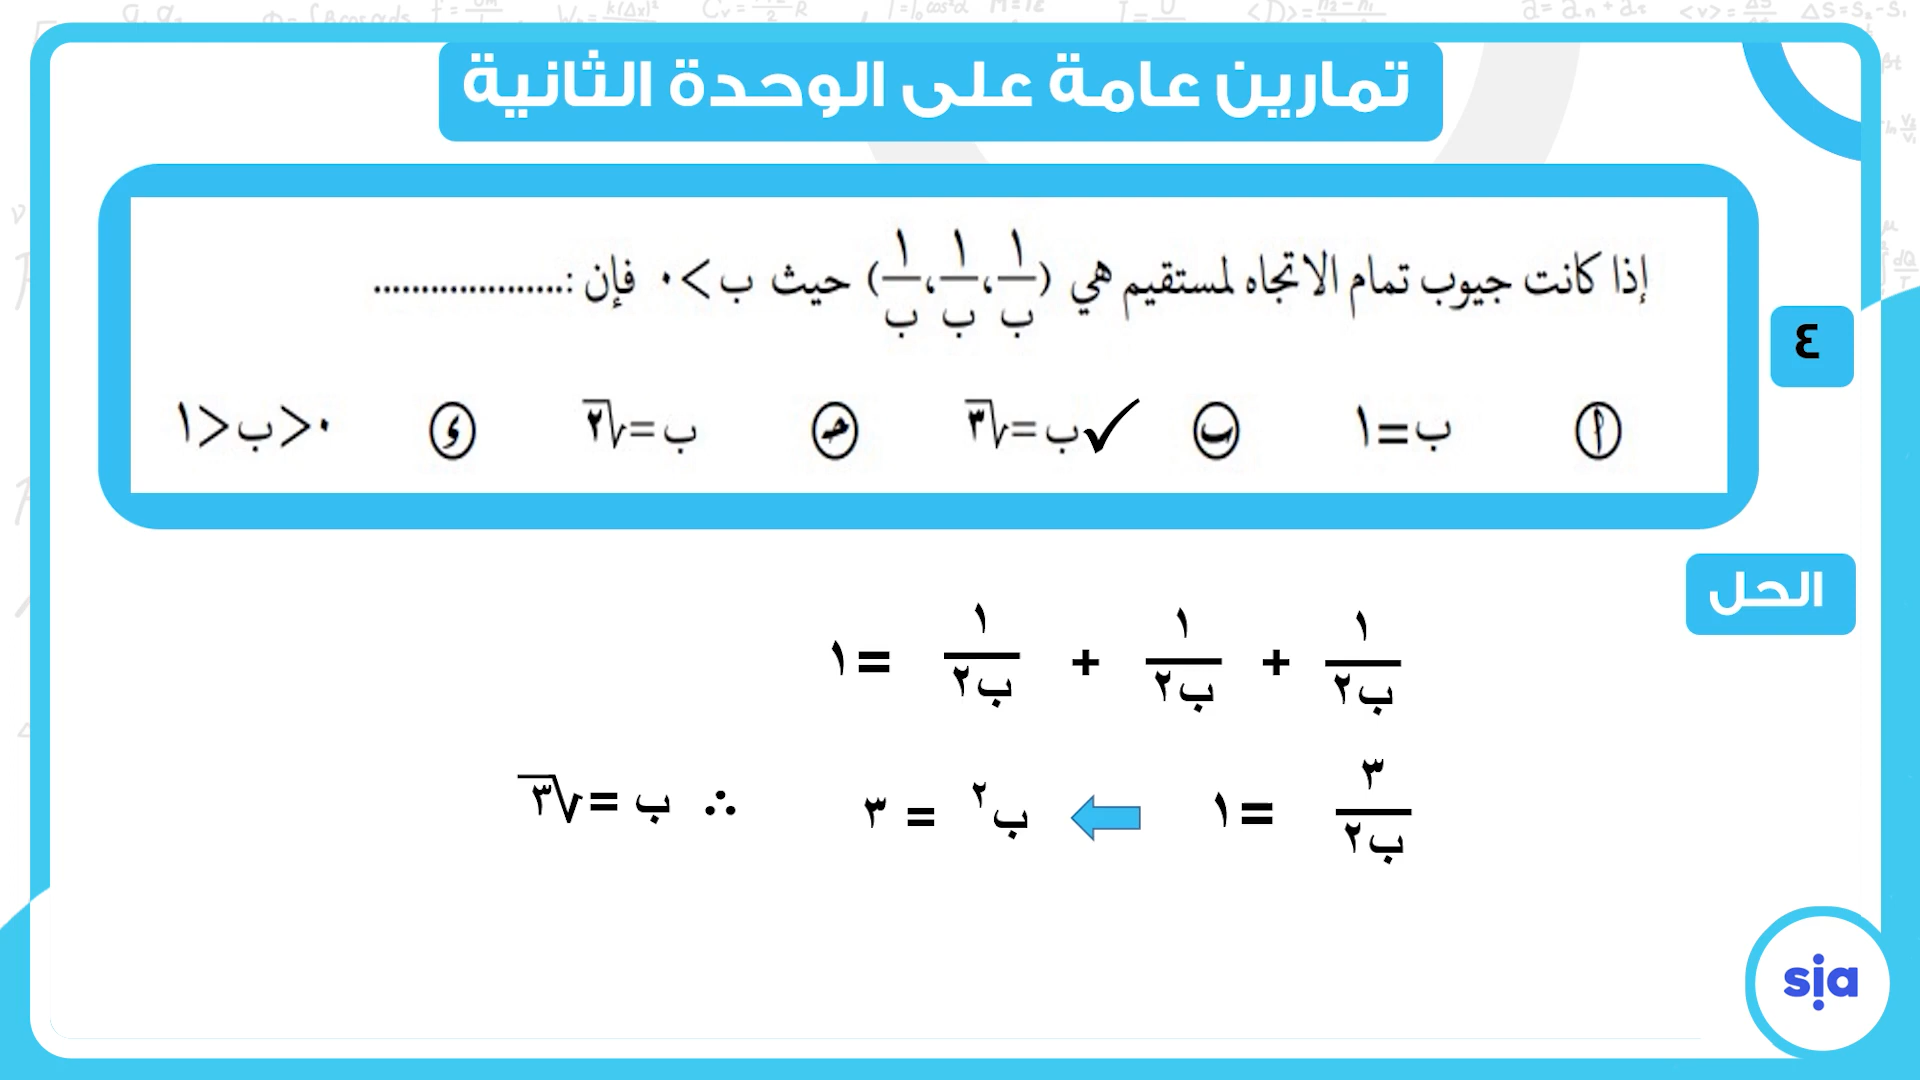 تمارين عامة على الوحدة الثانية
٤
إذا كانت جيوب تمام الاتجاه لمستقيم هي (١/ب، ١/ب، ١/ب) حيث ب > ٠ فإن : ....................
أ ب = ١ ب ب = √٣ ✓ جـ ب = √٢ د ٠ < ب < ١
الحل
١/ب٢ + ١/ب٢ + ١/ب٢ = ١
٣/ب٢ = ١ ⇐ ب٢ = ٣ ∴ ب = √٣
sia